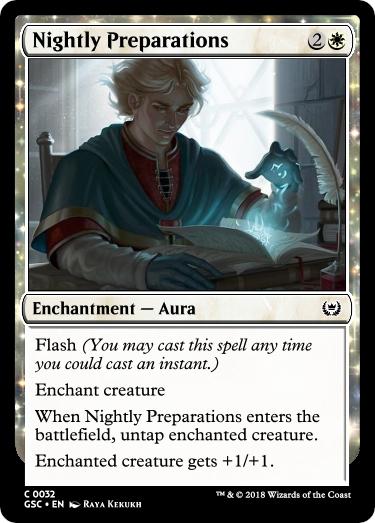 Nightly Preparations 2
Enchantment — Aura
Flash (You may cast this spell any time
you could cast an instant.)
Enchant creature
When Nightly Preparations enters the
battlefield, untap enchanted creature.
Enchanted creature gets +1/+1.
C 0032
GSC • EN Raya Kekukh
™ & © 2018 Wizards of the Coast